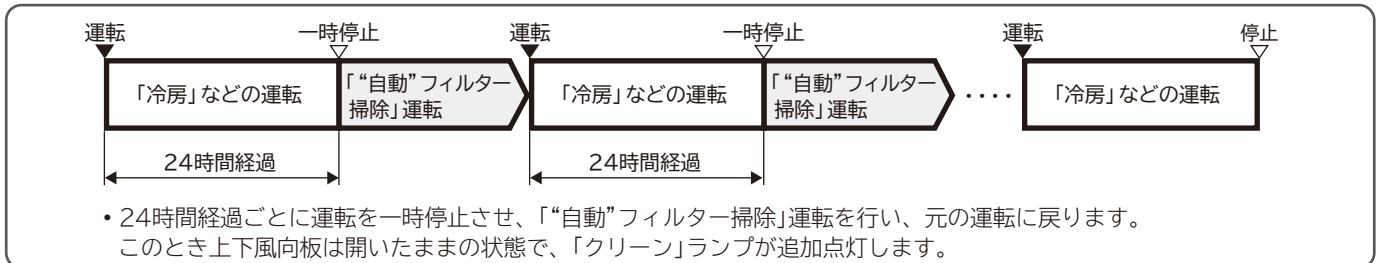 運転 一時停止 運転 一時停止 運転 停止
「冷房」などの運転 「“自動”フィルター 「冷房」などの運転 「“自動”フィルター ････ 「冷房」などの運転
掃除」運転 掃除」運転
24時間経過 24時間経過
• 24時間経過ごとに運転を一時停止させ、「“自動”フィルター掃除」運転を行い、元の運転に戻ります。
このとき上下風向板は開いたままの状態で、「クリーン」ランプが追加点灯します。